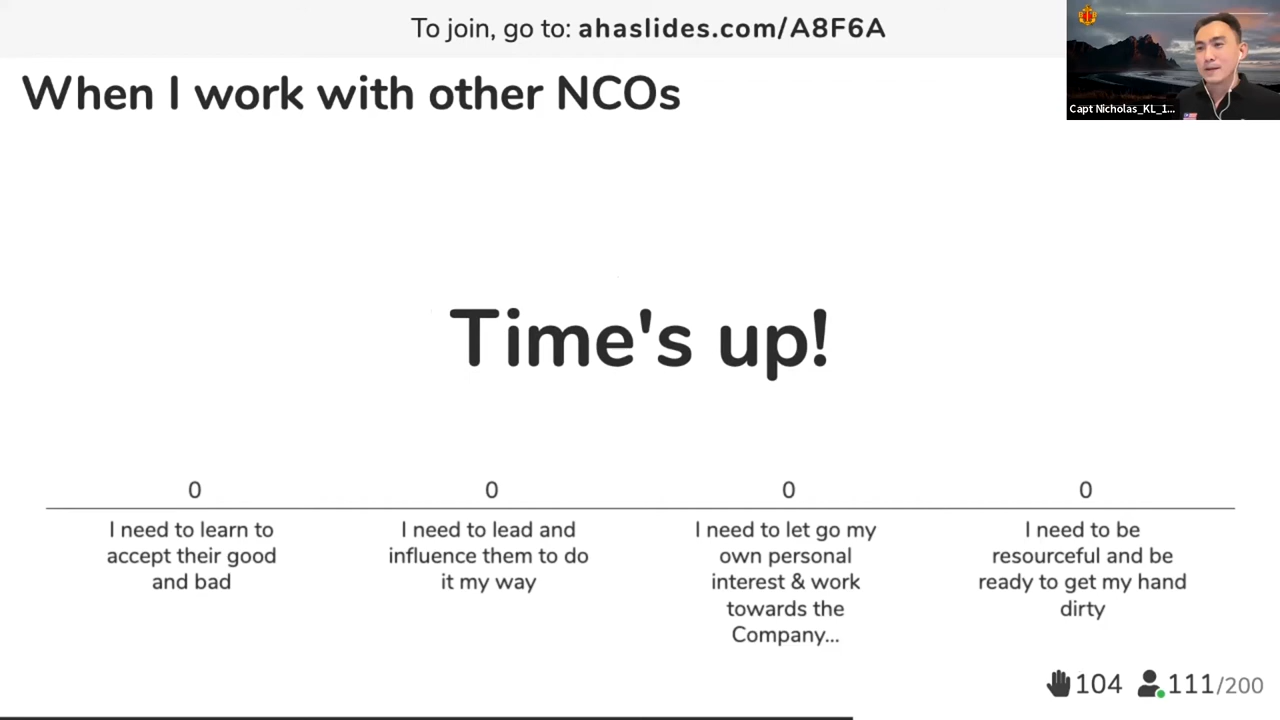 To join, go to: ahaslides.com/A8F6A
When I work with other NCOs
Capt Nicholas_KL_1...
Time's up!
0
0
0
0
I need to learn to
accept their good
and bad
I need to lead and
influence them to do
it my way
I need to let go my
own personal
interest & work
towards the
Company...
I need to be
resourceful and be
ready to get my hand
dirty
104
111/200